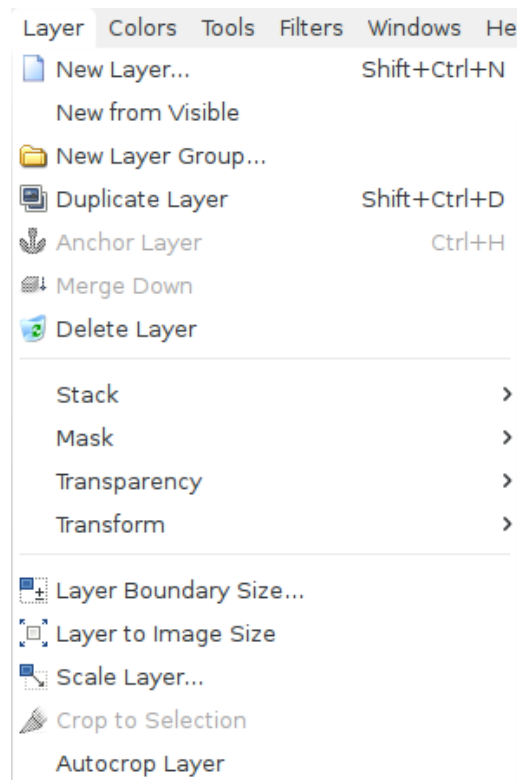 Layer Colors Tools Filters Windows He
New Layer... Shift+Ctrl+N
New from Visible
New Layer Group...
Duplicate Layer Shift+Ctrl+D
Anchor Layer Ctrl+H
Merge Down
Delete Layer
Stack
Mask
Transparency
Transform
Layer Boundary Size...
Layer to Image Size
Scale Layer...
Crop to Selection
Autocrop Layer